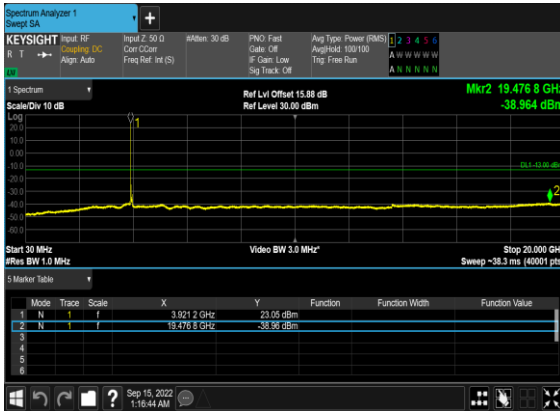 Spectrum Analyzer 1
Swept SA
+
KEYSIGHT Input: RF Input Z: 50 Ω #Atten: 30 dB PNO: Fast Avg Type: Power (RMS) 1 2 3 4 5 6
R T Coupling: DC Corr CCorr Gate: Off Avg|Hold: 100/100 A W W W W W
Align: Auto Freq Ref: Int (S) IF Gain: Low Trig: Free Run
Sig Track: Off A N N N N N
1 Spectrum
Ref Lvl Offset 15.88 dB Mkr2 19.476 8 GHz
Scale/Div 10 dB Ref Level 30.00 dBm -38.964 dBm
Log
1
20.0
10.0
0.00
-10.0
DL1 -13.00 dBm
-20.0
-30.0
2
-40.0
-50.0
-60.0
Start 30 MHz Video BW 3.0 MHz* Stop 20.000 GHz
#Res BW 1.0 MHz Sweep ~38.3 ms (40001 pts)
5 Marker Table
Mode Trace Scale X Y Function Function Width Function Value
1 N 1 f 3.921 2 GHz 23.05 dBm
2 N 1 f 19.476 8 GHz -38.96 dBm
3
4
5
6
? Sep 15, 2022
1:16:44 AM